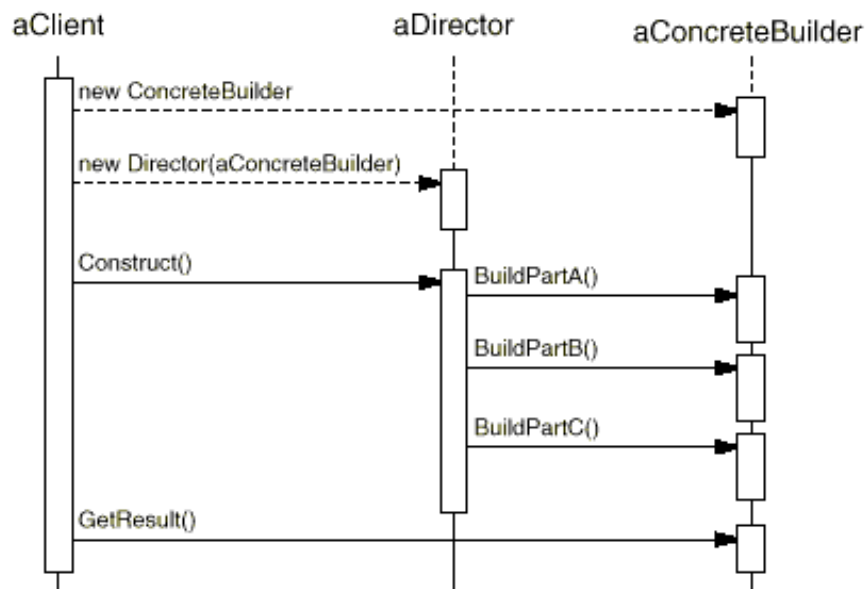 aClient
aDirector
aConcreteBuilder
new ConcreteBuilder
new Director(aConcreteBuilder)
Construct()
BuildPartA()
BuildPartB()
BuildPartC()
GetResult()